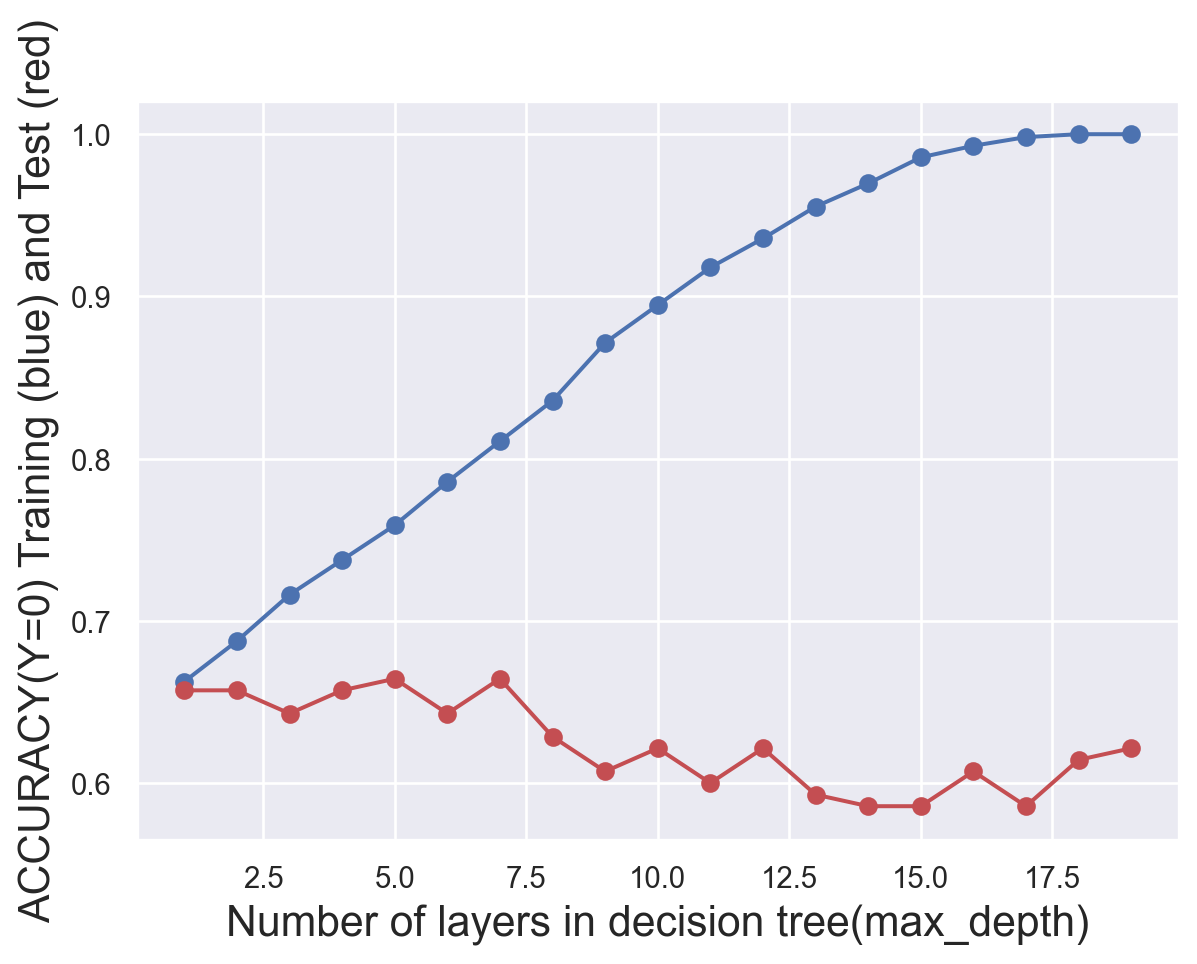 ACCURACY(Y=0) Training (blue) and Test (red)
1.0
0.9
0.8
0.7
0.6
2.5 5.0 7.5 10.0 12.5 15.0 17.5
Number of layers in decision tree(max_depth)